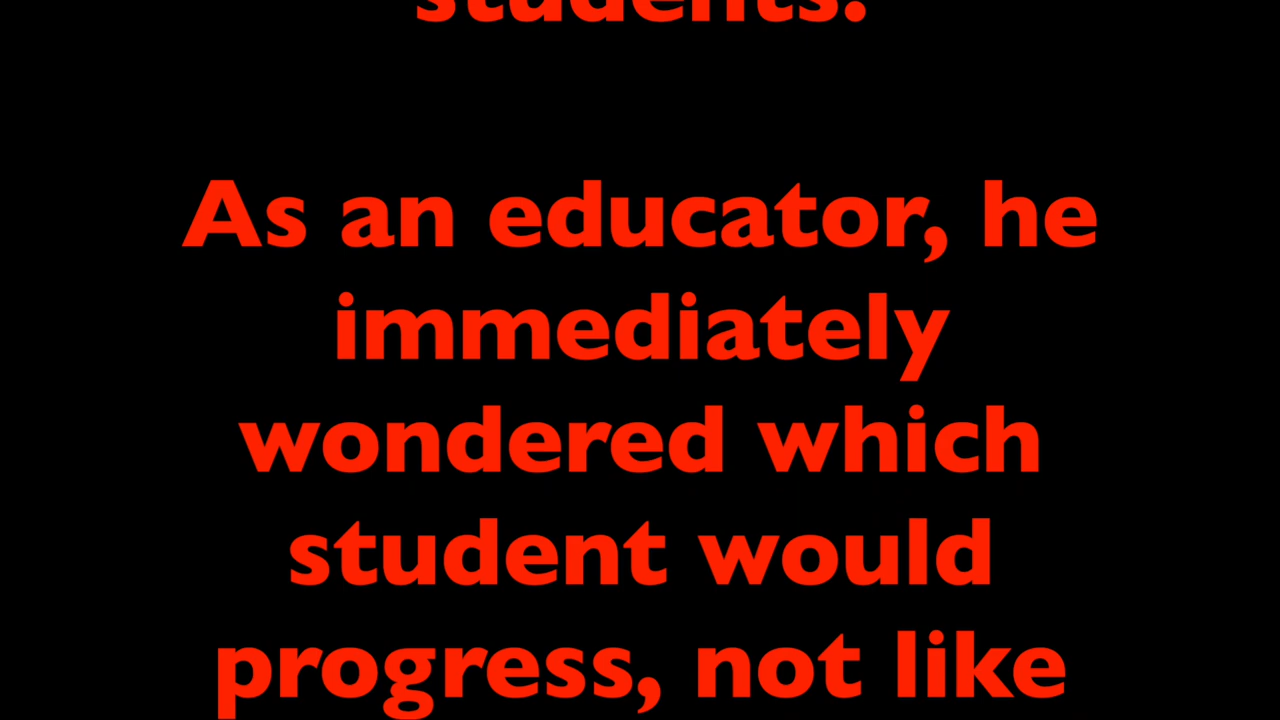 students.
As an educator, he
immediately
wondered which
student would
progress, not like